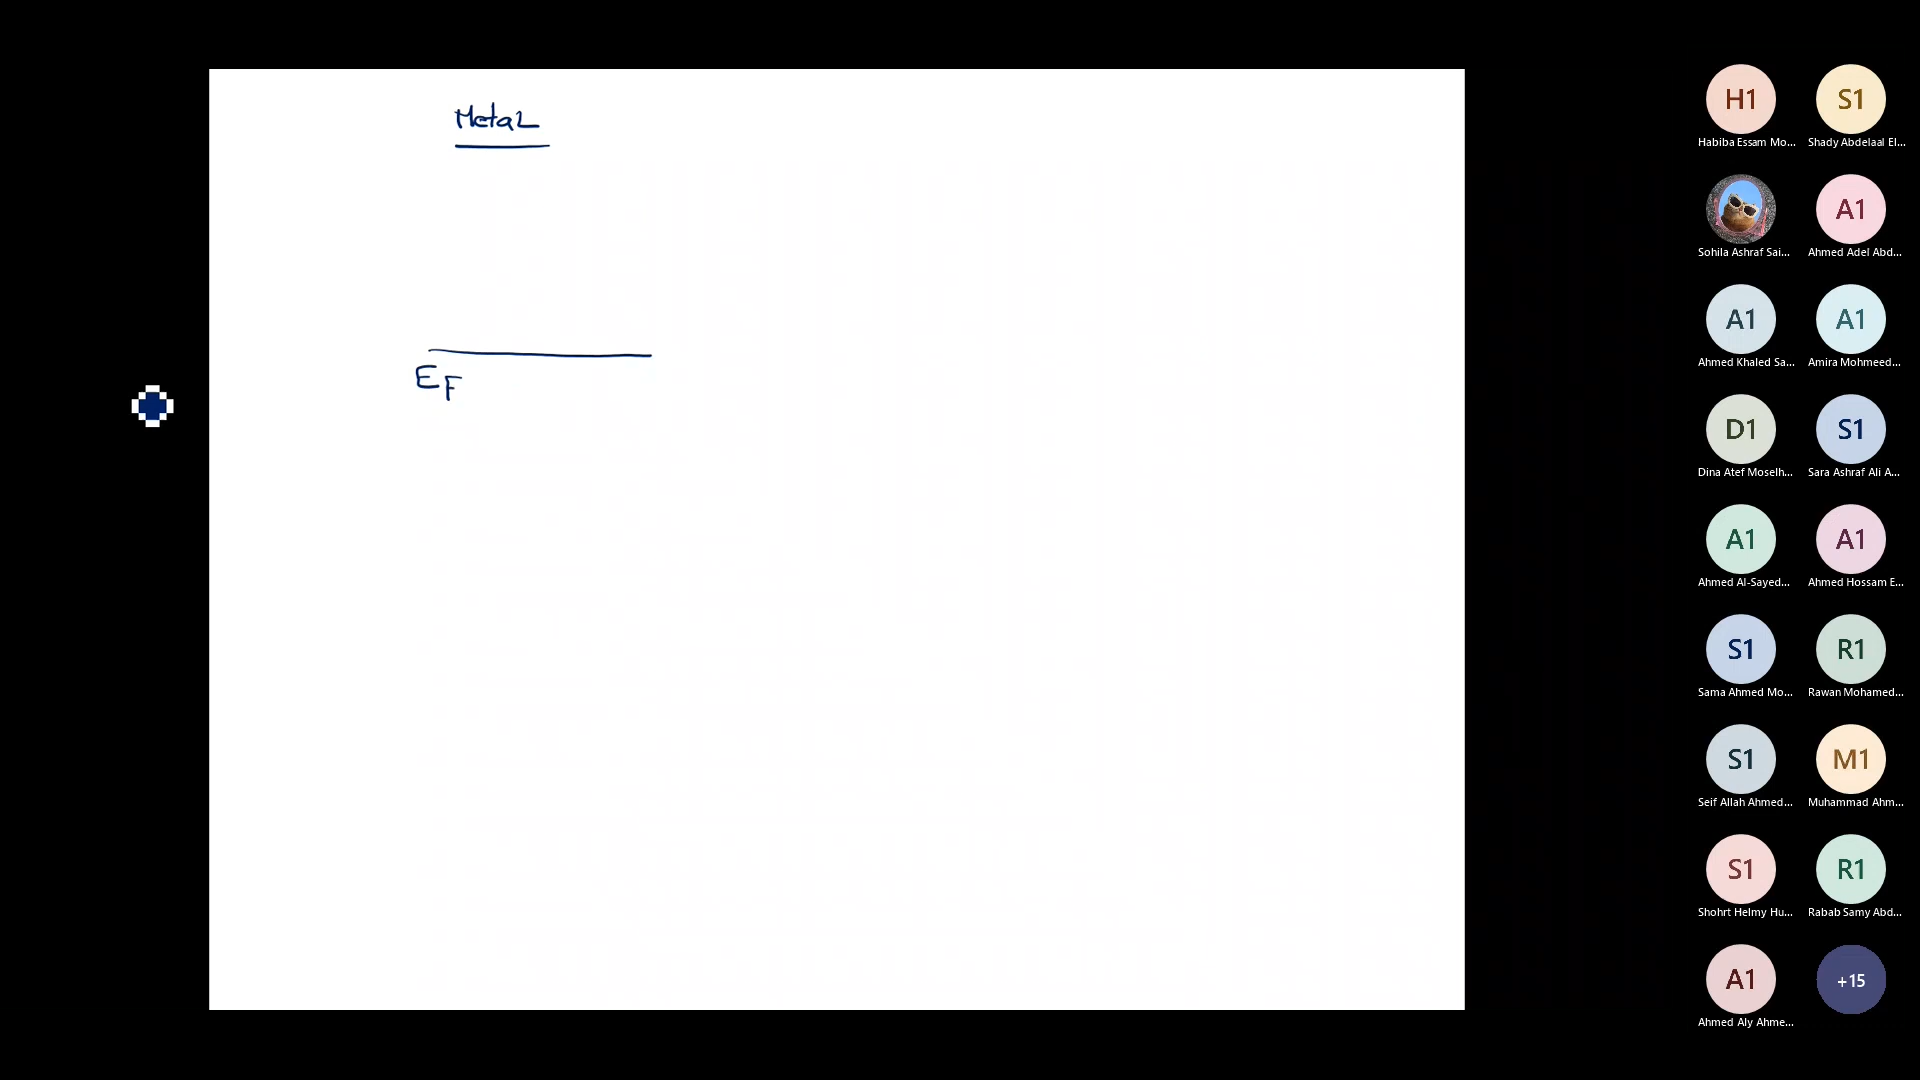 Metal
E_F
H1 S1
Habiba Essam Mo... Shady Abdelaal El...
A1
Sohila Ashraf Sai... Ahmed Adel Abd...
A1 A1
Ahmed Khaled Sa... Amira Mohmeed...
D1 S1
Dina Atef Moselh... Sara Ashraf Ali A...
A1 A1
Ahmed Al-Sayed... Ahmed Hossam E...
S1 R1
Sama Ahmed Mo... Rawan Mohamed...
S1 M1
Seif Allah Ahmed... Muhammad Ahm...
S1 R1
Shohrt Helmy Hu... Rabab Samy Abd...
A1 +15
Ahmed Aly Ahme...